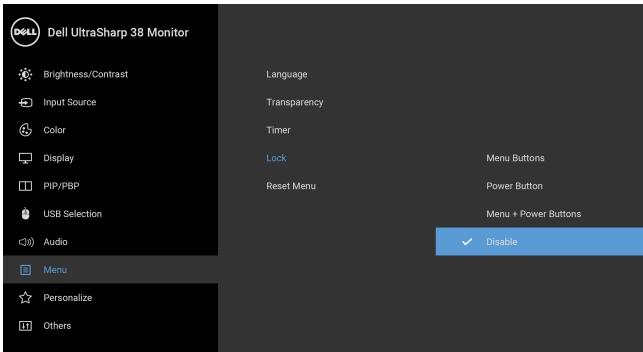 DELL Dell UltraSharp 38 Monitor
Brightness/Contrast
Language
Input Source
Transparency
Color
Timer
Display
Lock
Menu Buttons
PIP/PBP
Reset Menu
Power Button
USB Selection
Menu + Power Buttons
Audio
Disable
Menu
Personalize
Others